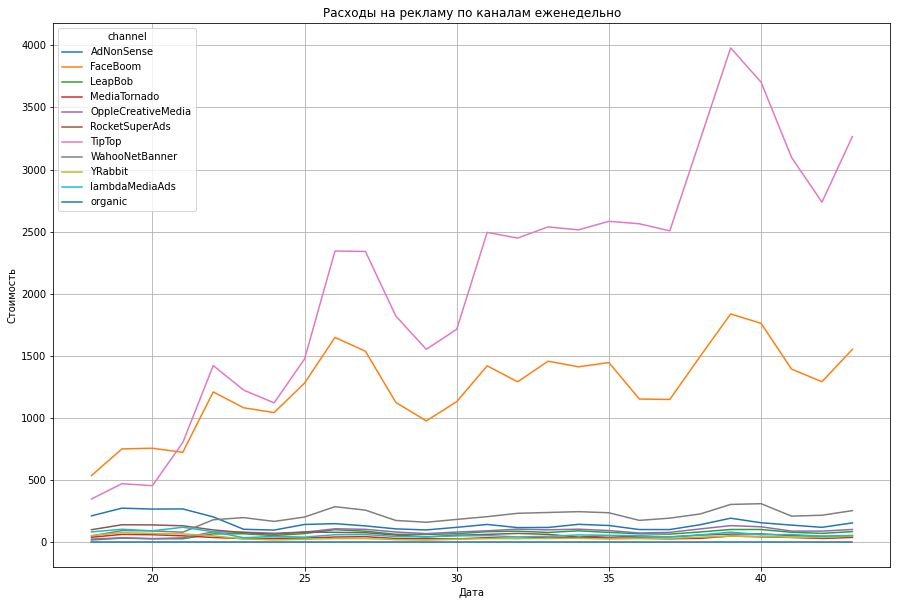 Расходы на рекламу по каналам еженедельно
channel
AdNonSense
FaceBoom
LeapBob
MediaTornado
OppleCreativeMedia
RocketSuperAds
TipTop
WahooNetBanner
YRabbit
lambdaMediaAds
organic
Стоимость
4000
3500
3000
2500
2000
1500
1000
500
0
20
25
30
35
40
Дата